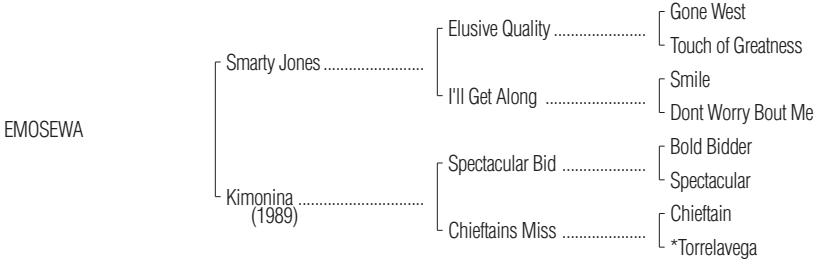 Gone West
Elusive Quality ......................
Touch of Greatness
Smarty Jones ........................
Smile
I'll Get Along ........................
Dont Worry Bout Me
EMOSEWA
Bold Bidder
Spectacular Bid ....................
Spectacular
Kimonina ..............................
(1989)
Chieftain
Chieftains Miss ....................
*Torrelavega